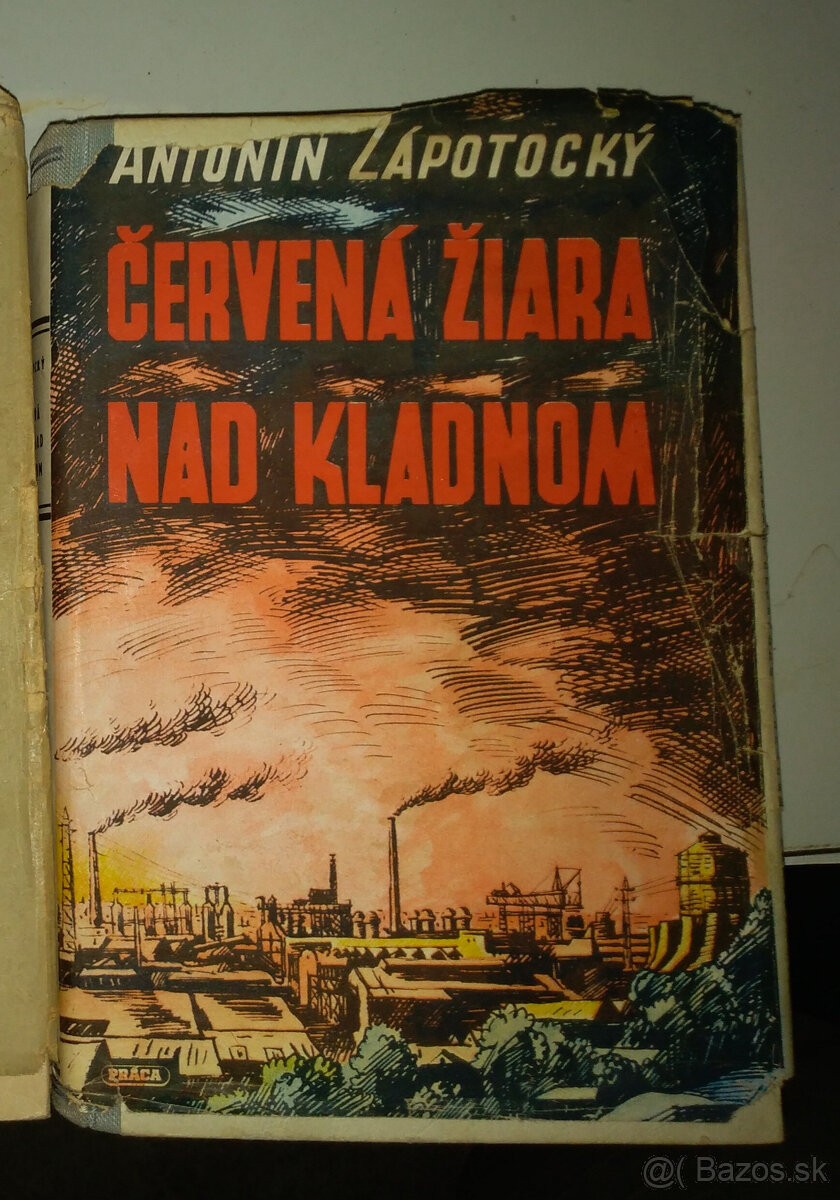 ANTONÍN ZÁPOTOCKÝ
ČERVENÁ ŽIARA
NAD KLADNOM
PRÁCA
@( Bazos.sk